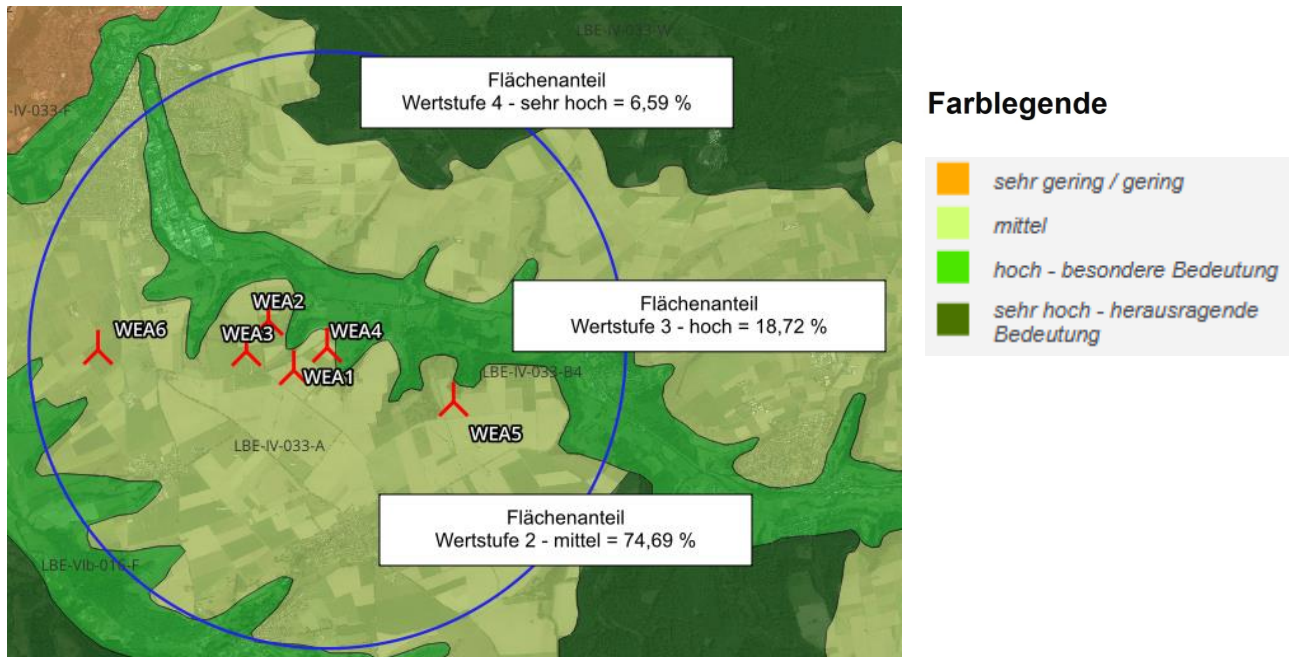 LBE-IV-033-W
Flächenanteil
Wertstufe 4 - sehr hoch = 6,59 %
-IV-033-F
Flächenanteil
Wertstufe 3 - hoch = 18,72 %
WEA2
WEA6
WEA3
WEA4
WEA1
LBE-IV-033-B4
WEA5
LBE-IV-033-A
Flächenanteil
Wertstufe 2 - mittel = 74,69 %
LBE-VIb-016-F
Farblegende
sehr gering / gering
mittel
hoch - besondere Bedeutung
sehr hoch - herausragende
Bedeutung